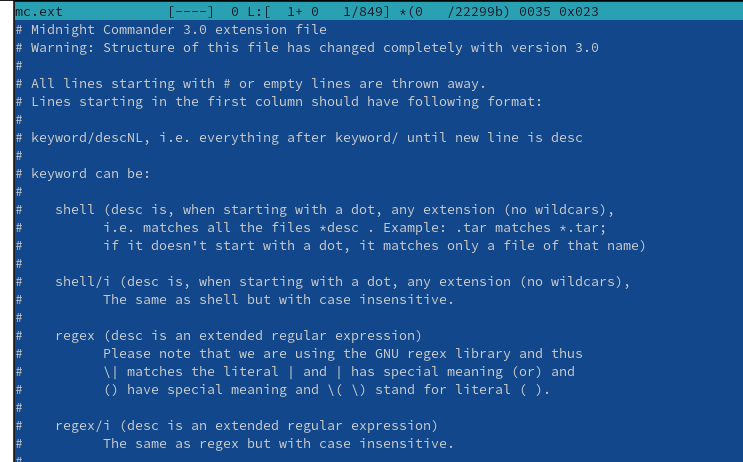 mc.ext [----] 0 L:[ 1+ 0 1/849] *(0 /22299b) 0035 0x023
# Midnight Commander 3.0 extension file
# Warning: Structure of this file has changed completely with version 3.0
#
# All lines starting with # or empty lines are thrown away.
# Lines starting in the first column should have following format:
#
# keyword/descNL, i.e. everything after keyword/ until new line is desc
#
# keyword can be:
#
#    shell (desc is, when starting with a dot, any extension (no wildcars),
#          i.e. matches all the files *desc . Example: .tar matches *.tar;
#          if it doesn't start with a dot, it matches only a file of that name)
#
#    shell/i (desc is, when starting with a dot, any extension (no wildcars),
#          The same as shell but with case insensitive.
#
#    regex (desc is an extended regular expression)
#          Please note that we are using the GNU regex library and thus
#          \| matches the literal | and | has special meaning (or) and
#          () have special meaning and \( \) stand for literal ( ).
#
#    regex/i (desc is an extended regular expression)
#          The same as regex but with case insensitive.
#